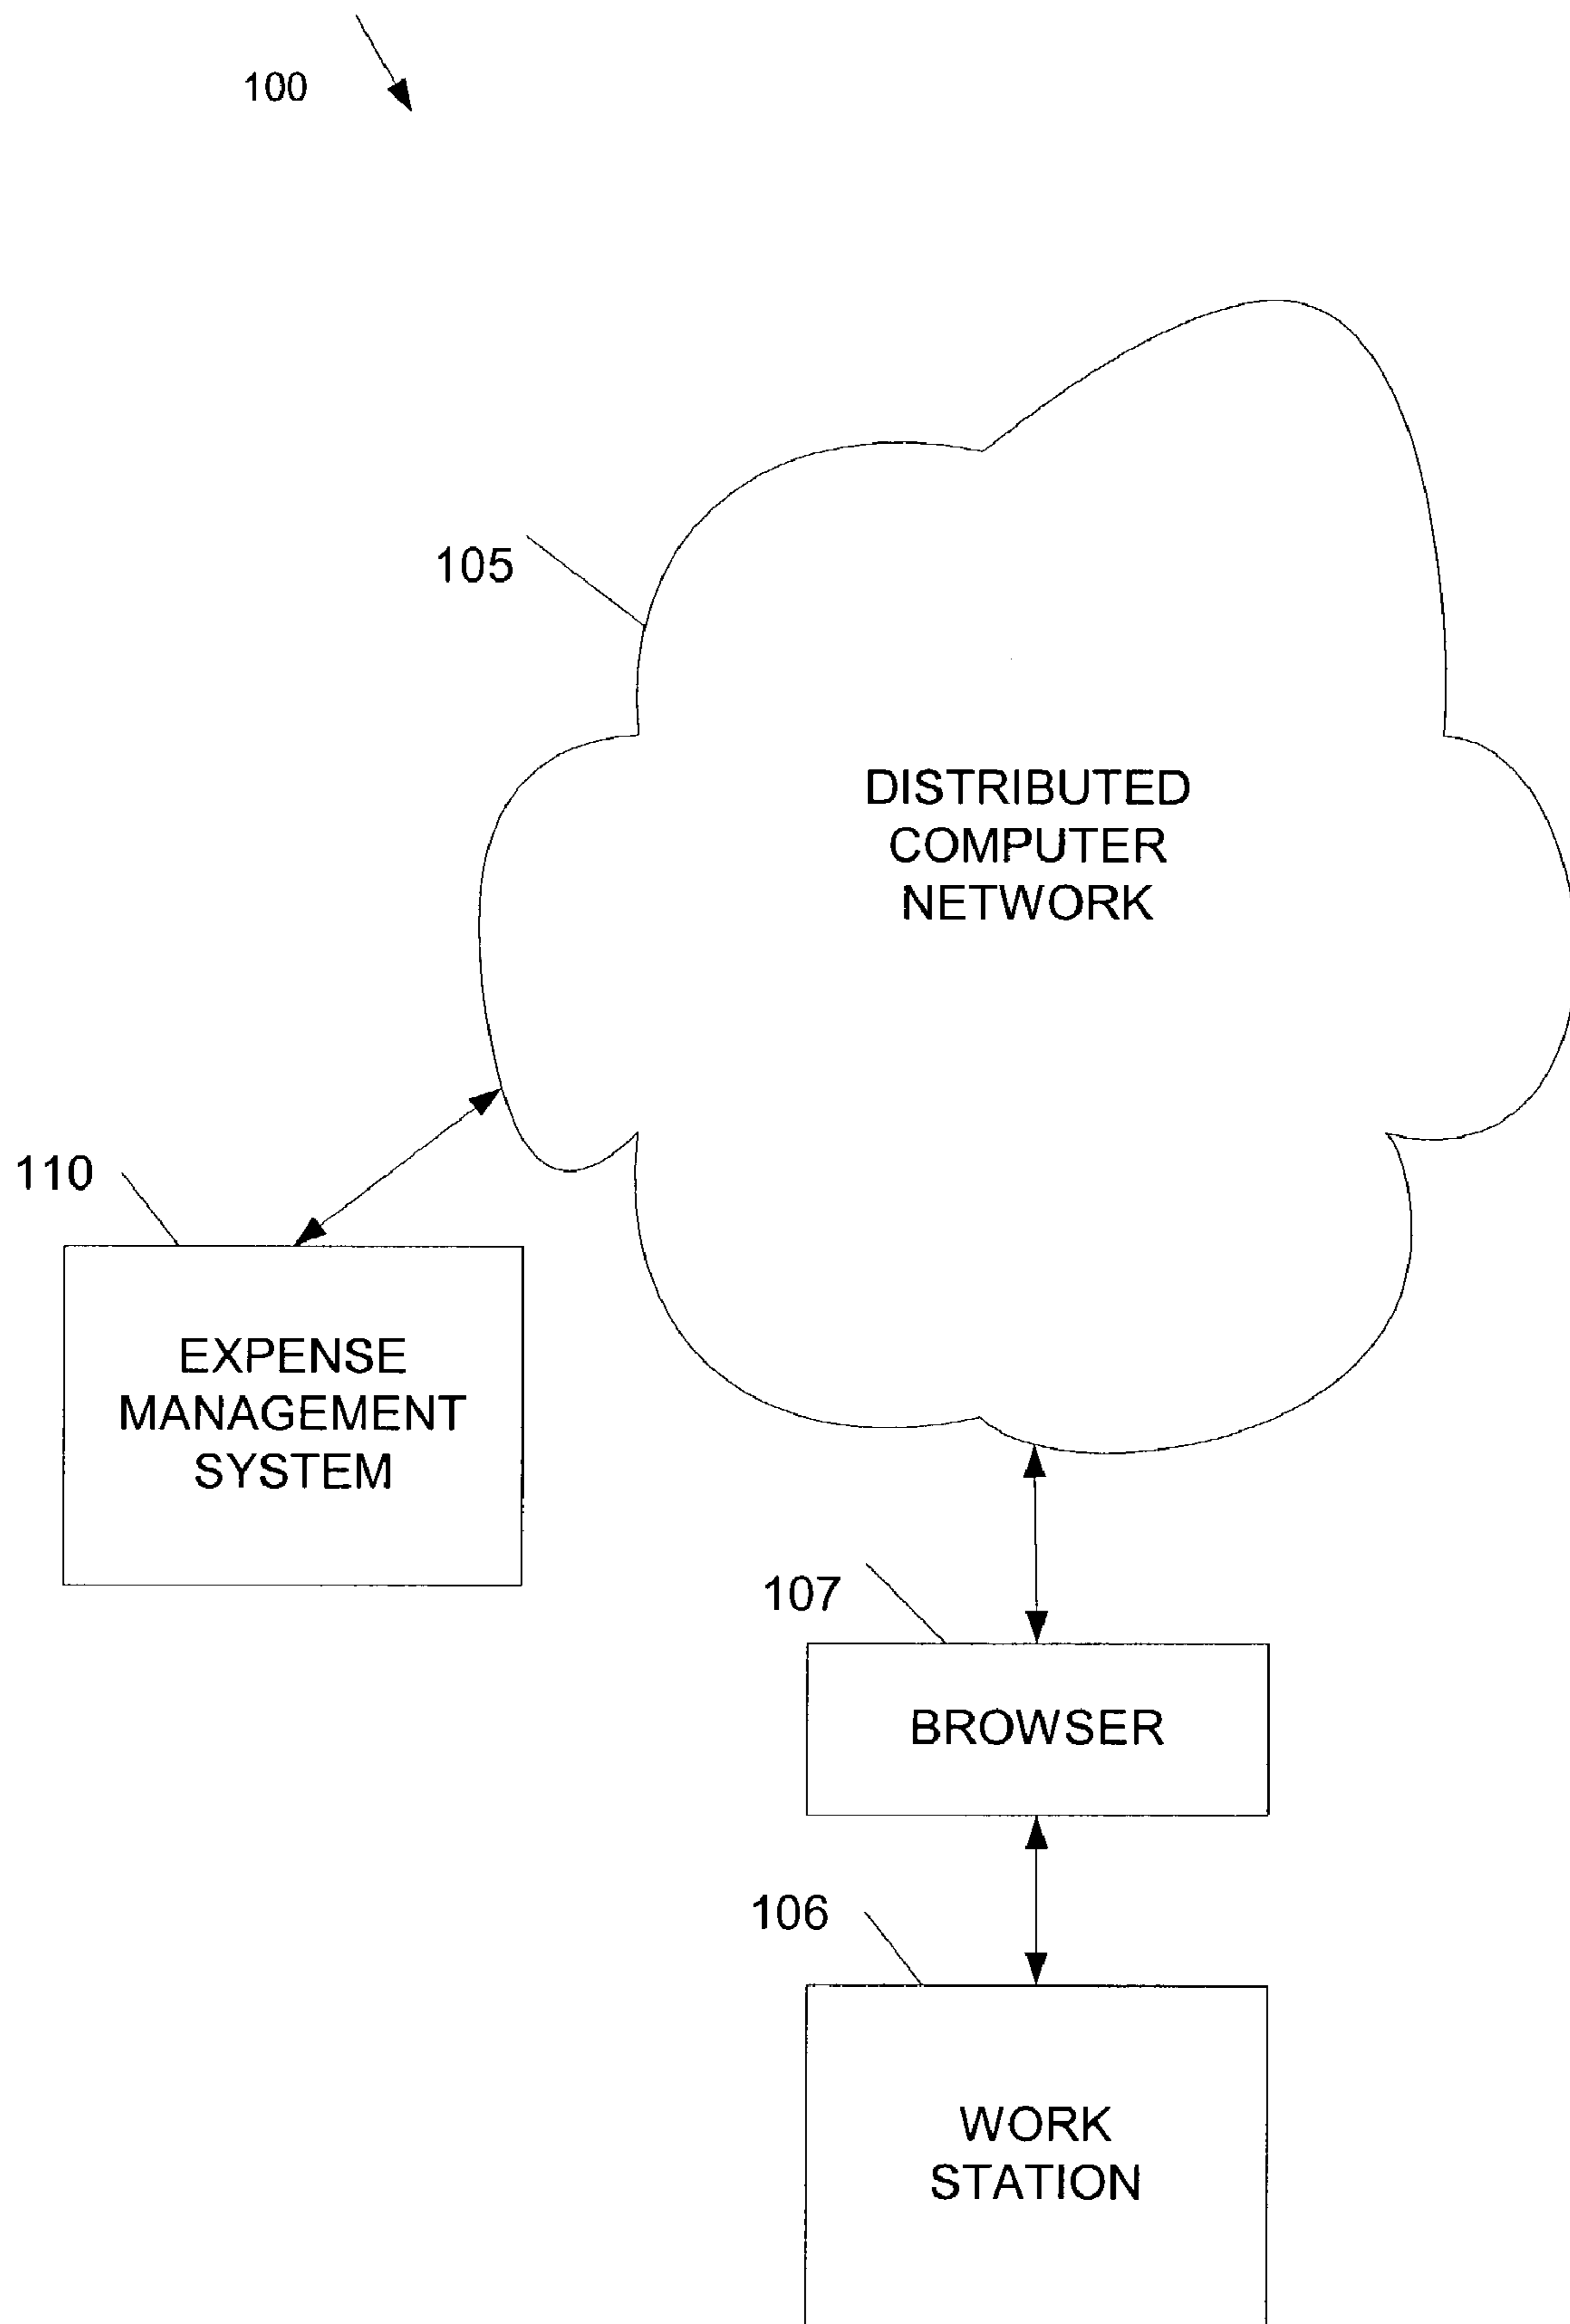 100
105
DISTRIBUTED
COMPUTER
NETWORK
110
EXPENSE
MANAGEMENT
SYSTEM
107
BROWSER
106
WORK
STATION